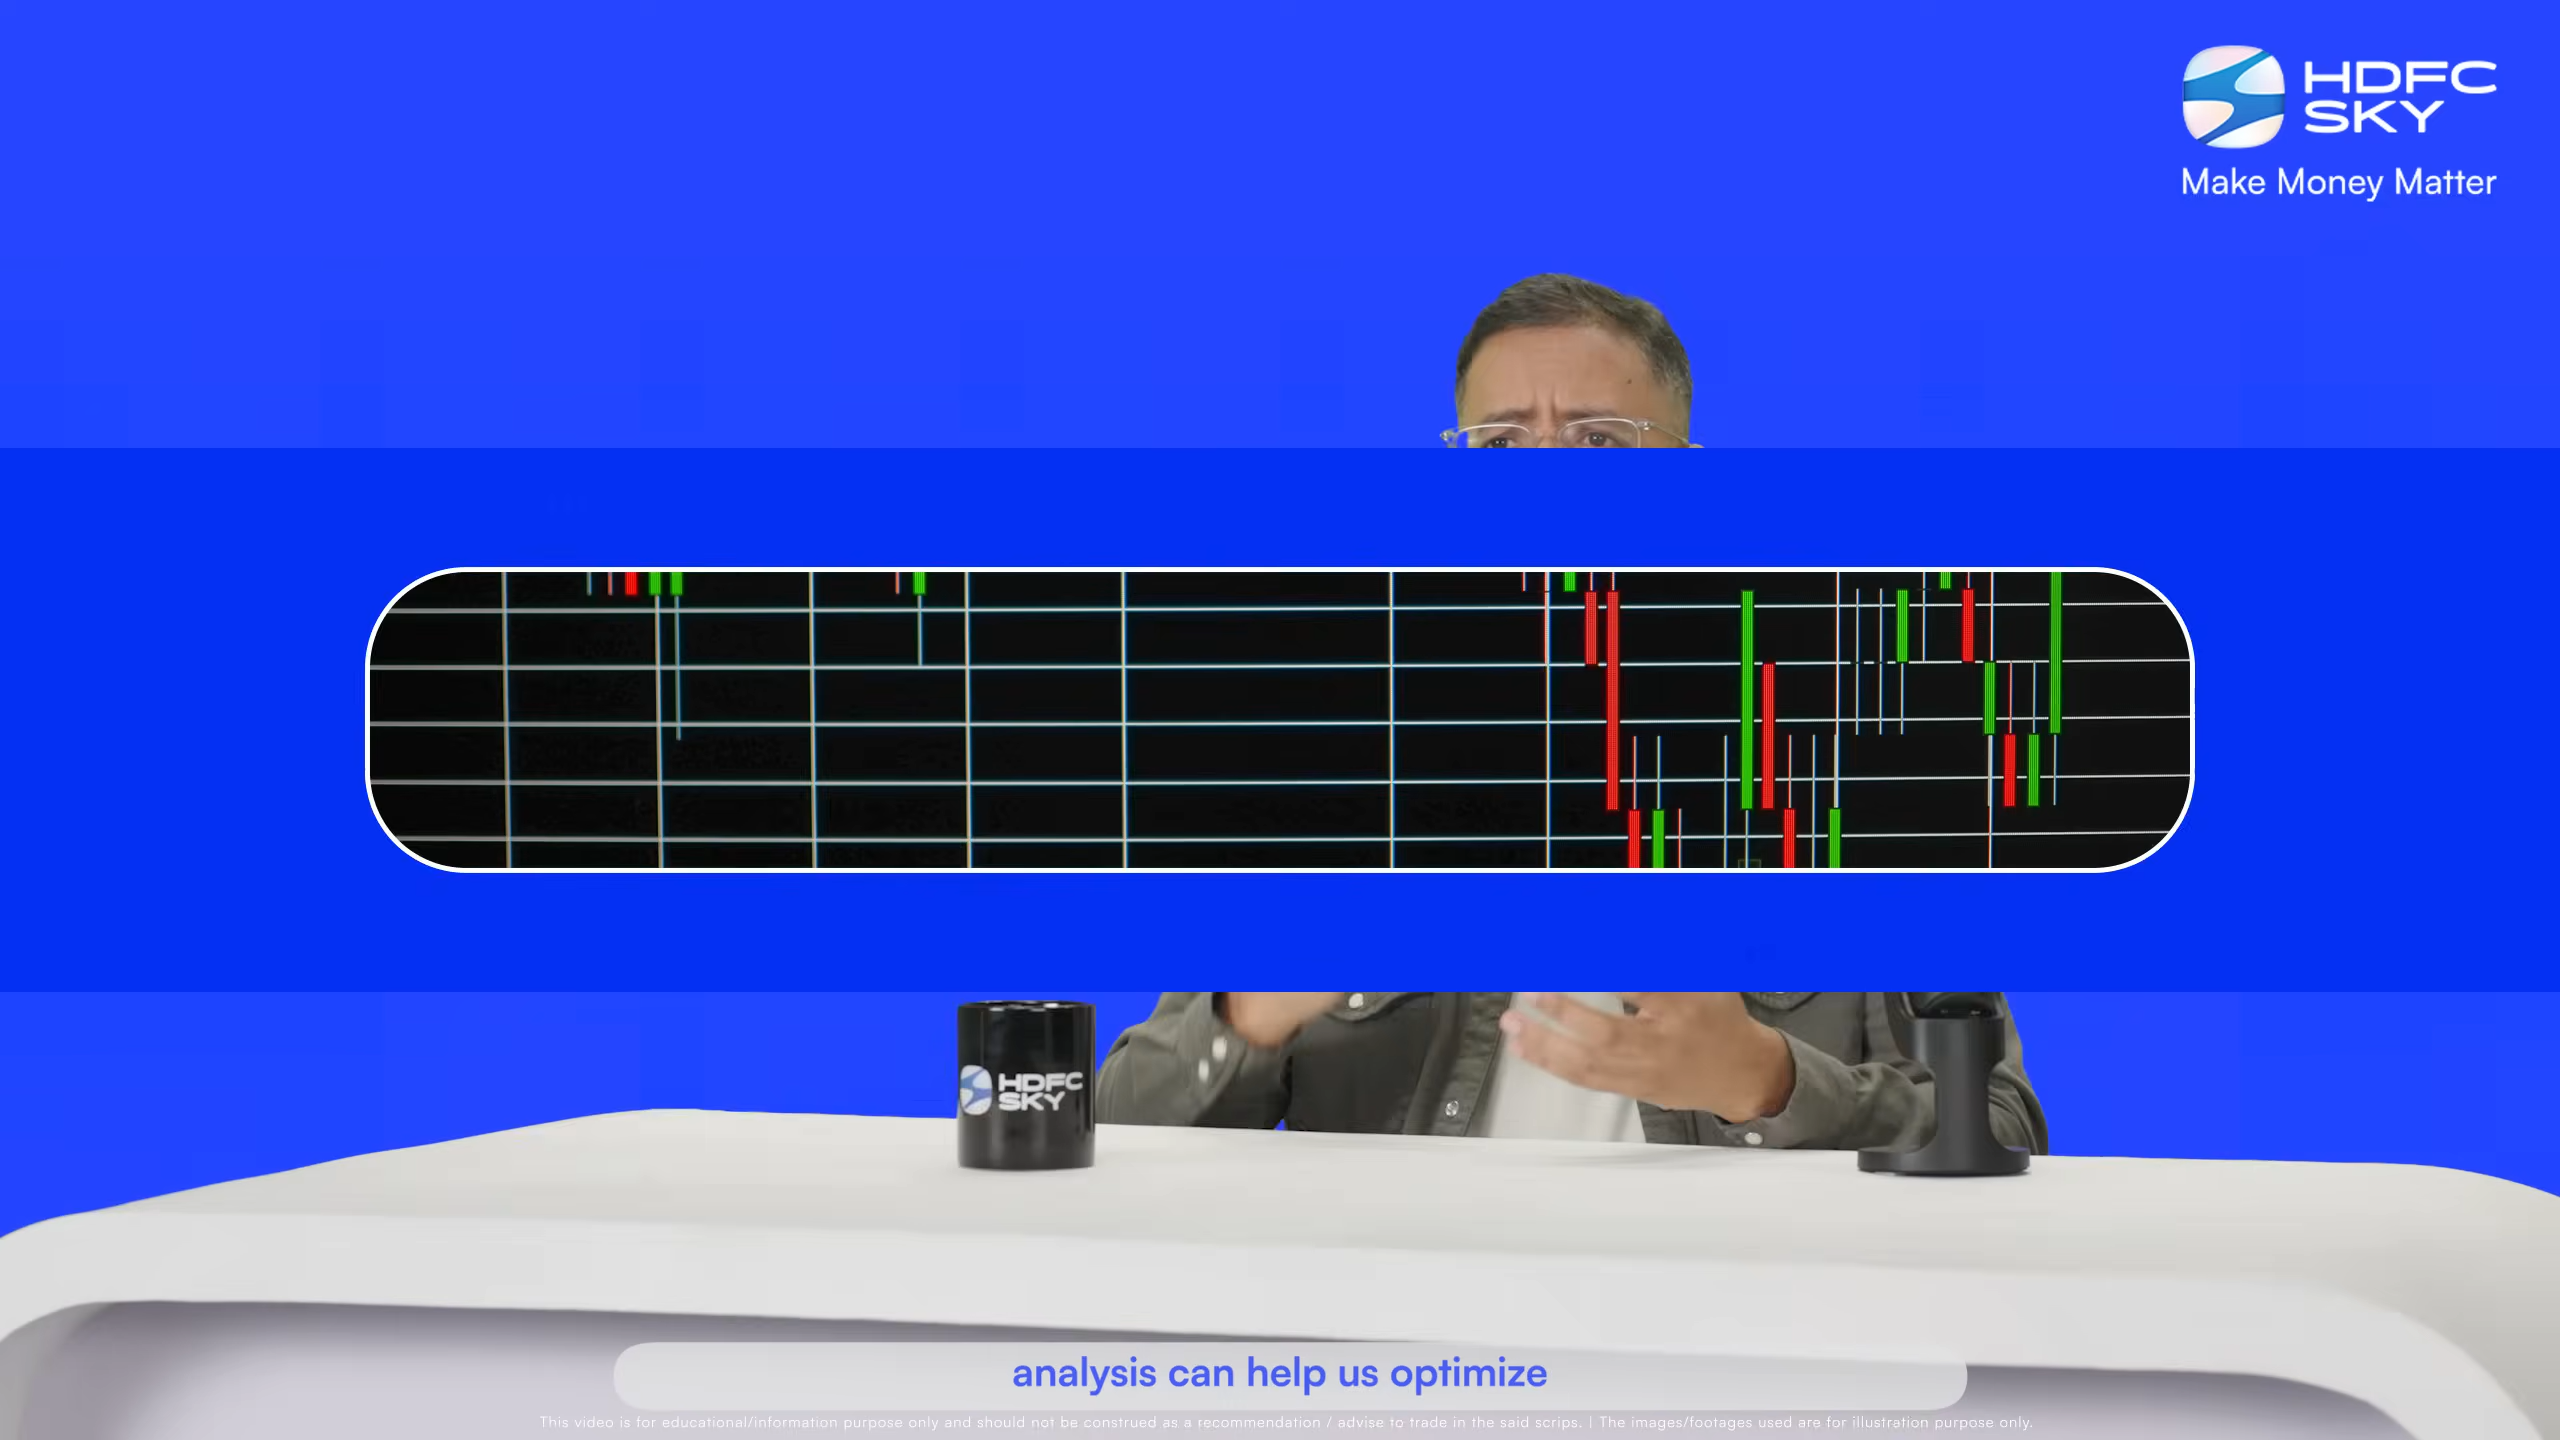 HDFC
SKY
Make Money Matter
HDFC
SKY
analysis can help us optimize
This video is for educational/information purpose only and should not be construed as a recommendation / advise to trade in the said scrips. | The images/footages used are for illustration purpose only.